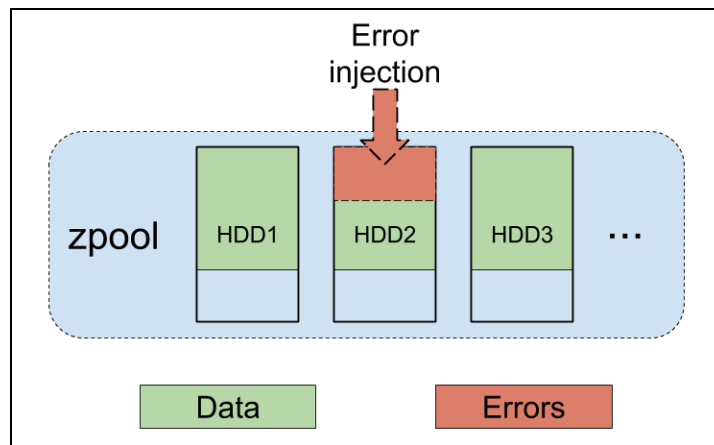 Error
injection
zpool
HDD1
HDD2
HDD3
...
Data
Errors